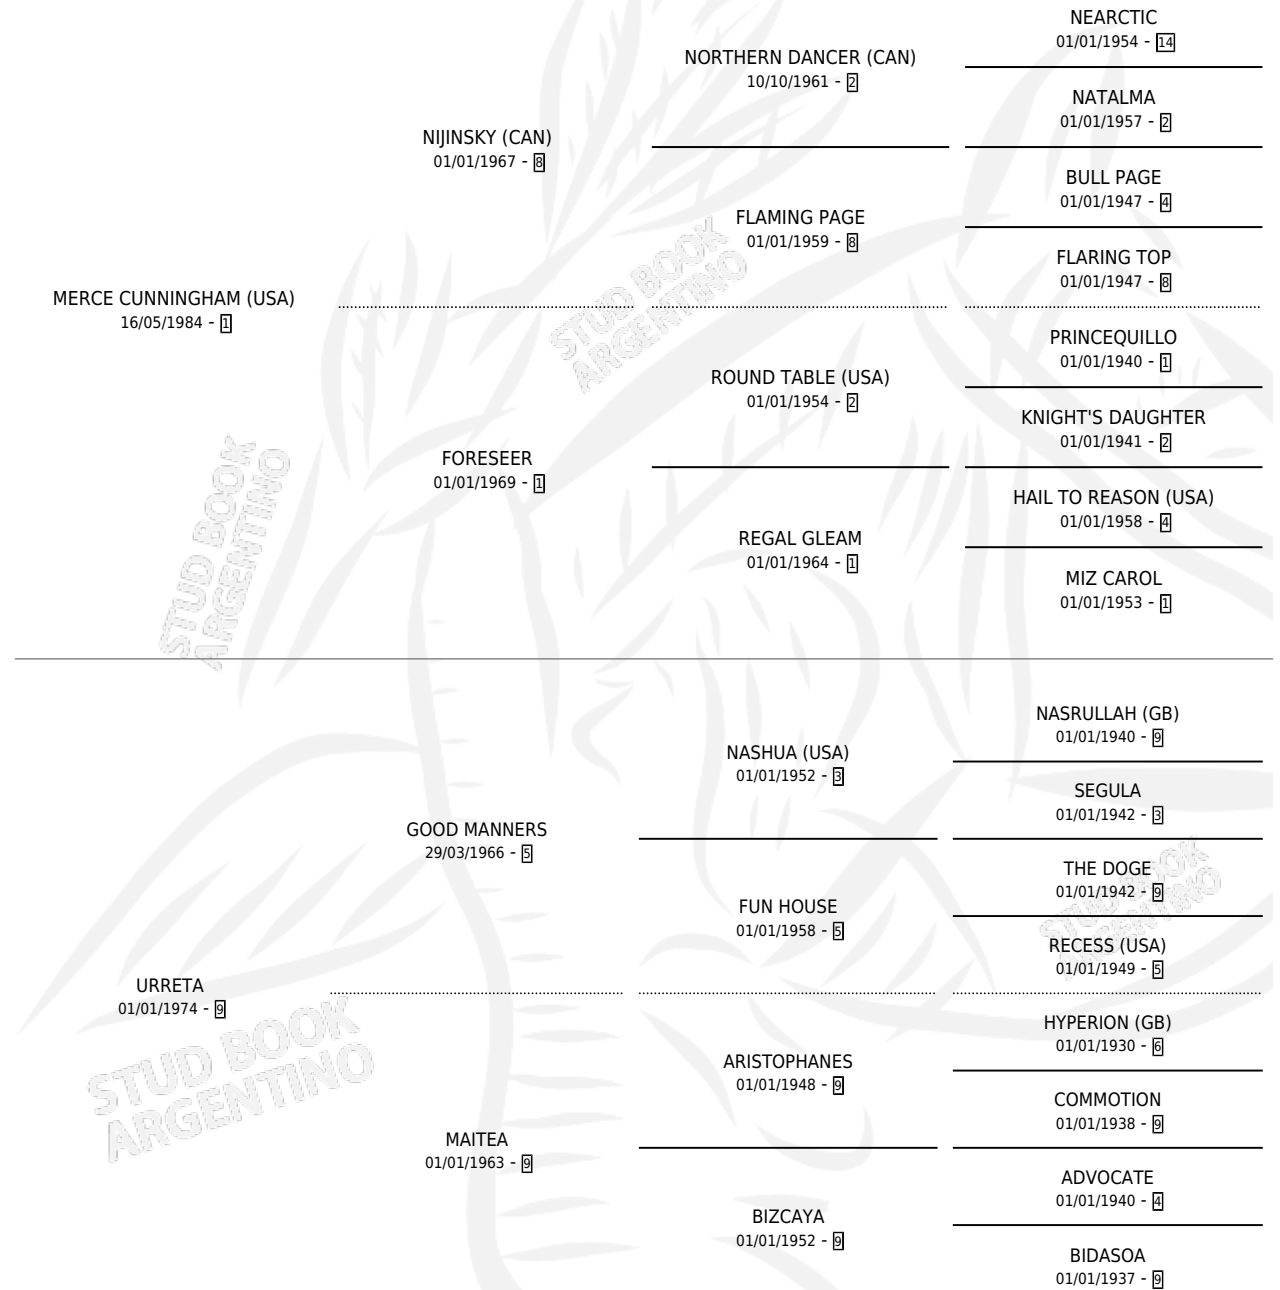 NEARCTIC
01/01/1954 - 14
NORTHERN DANCER (CAN)
10/10/1961 - 2
NATALMA
01/01/1957 - 2
NIJINSKY (CAN)
01/01/1967 - 8
BULL PAGE
01/01/1947 - 4
FLAMING PAGE
01/01/1959 - 8
FLARING TOP
01/01/1947 - 8
MERCE CUNNINGHAM (USA)
16/05/1984 - 1
STUD BOOK
ARGENTINO
PRINCEQUILLO
01/01/1940 - 1
ROUND TABLE (USA)
01/01/1954 - 2
KNIGHT'S DAUGHTER
01/01/1941 - 2
FORESEER
01/01/1969 - 1
HAIL TO REASON (USA)
01/01/1958 - 4
REGAL GLEAM
01/01/1964 - 1
MIZ CAROL
01/01/1953 - 1
STUD BOOK
ARGENTINO
NASRULLAH (GB)
01/01/1940 - 9
NASHUA (USA)
01/01/1952 - 3
SEGULA
01/01/1942 - 3
GOOD MANNERS
29/03/1966 - 5
THE DOGE
01/01/1942 - 9
FUN HOUSE
01/01/1958 - 5
RECESS (USA)
01/01/1949 - 5
STUD BOOK
ARGENTINO
URRETA
01/01/1974 - 9
HYPERION (GB)
01/01/1930 - 6
ARISTOPHANES
01/01/1948 - 9
COMMOTION
01/01/1938 - 9
STUD BOOK
ARGENTINO
MAITEA
01/01/1963 - 9
ADVOCATE
01/01/1940 - 4
BIZCAYA
01/01/1952 - 9
BIDASOA
01/01/1937 - 9